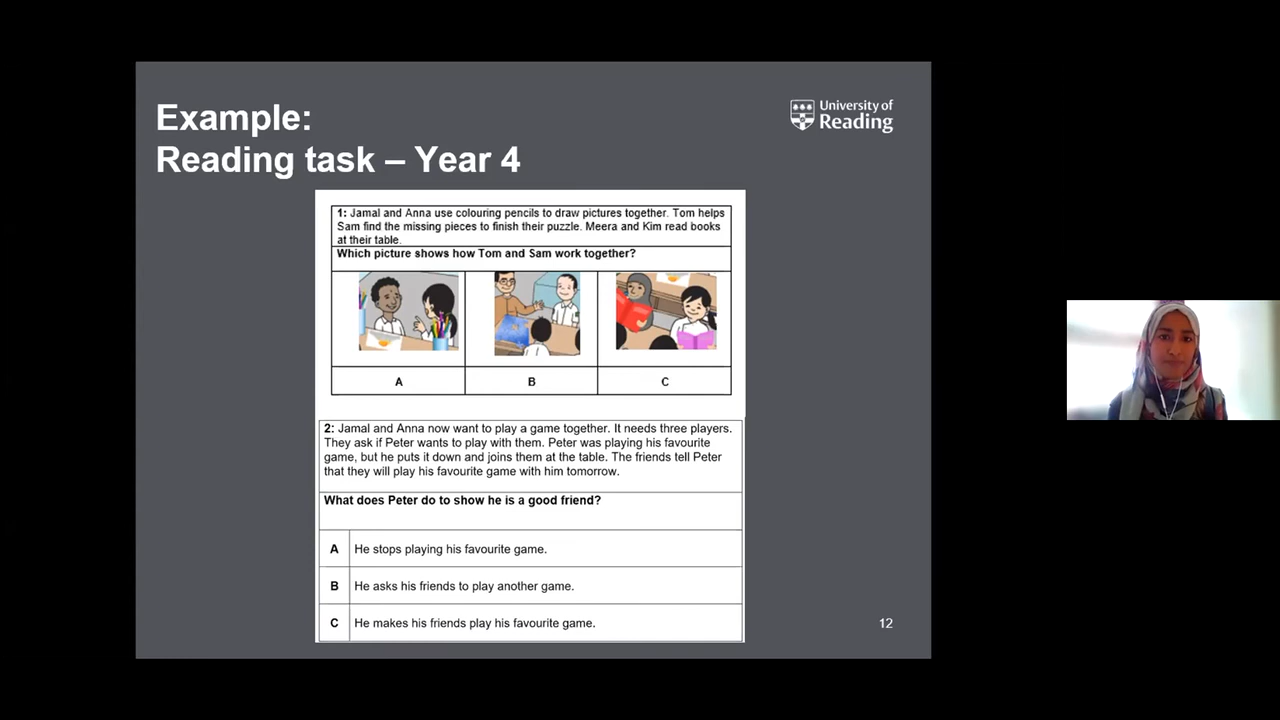 Example:
Reading task – Year 4
University of
Reading
1: Jamal and Anna use colouring pencils to draw pictures together. Tom helps
Sam find the missing pieces to finish their puzzle. Meera and Kim read books
at their table.
Which picture shows how Tom and Sam work together?
A
B
C
2: Jamal and Anna now want to play a game together. It needs three players.
They ask if Peter wants to play with them. Peter was playing his favourite
game, but he puts it down and joins them at the table. The friends tell Peter
that they will play his favourite game with him tomorrow.
What does Peter do to show he is a good friend?
A He stops playing his favourite game.
B He asks his friends to play another game.
C He makes his friends play his favourite game.
12